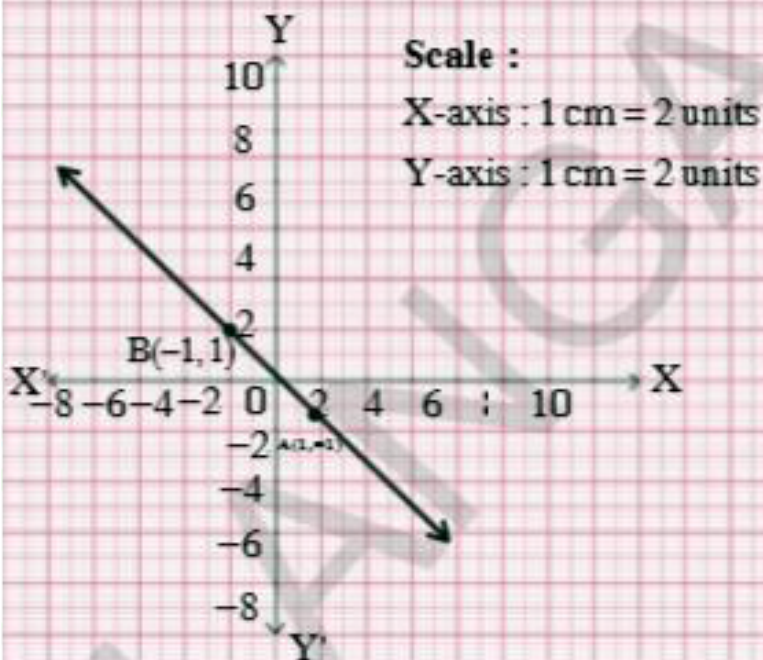 Y
Scale :
X-axis : 1 cm = 2 units
Y-axis : 1 cm = 2 units
10
8
6
4
2
B(−1, 1)
X' −8 −6 −4 −2 0 2 4 6 10 X
−2
−4
−6
−8
Y'
ANGA